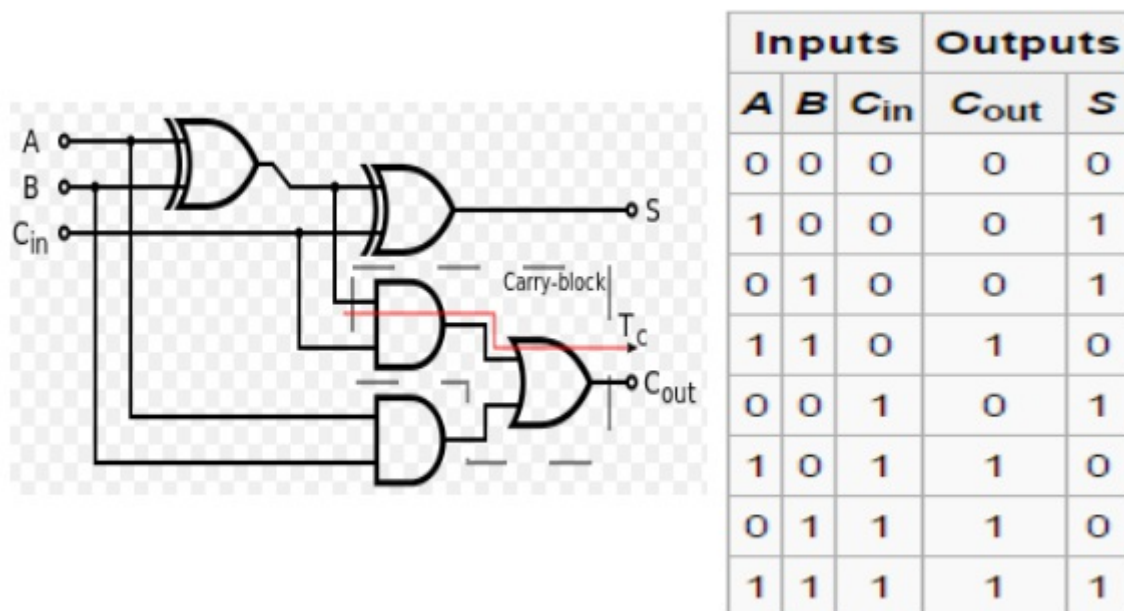 A
B
Cin
S
Carry-block
Tc
Cout
Inputs Outputs
A B Cin Cout S
0 0 0 0 0
1 0 0 0 1
0 1 0 0 1
1 1 0 1 0
0 0 1 0 1
1 0 1 1 0
0 1 1 1 0
1 1 1 1 1